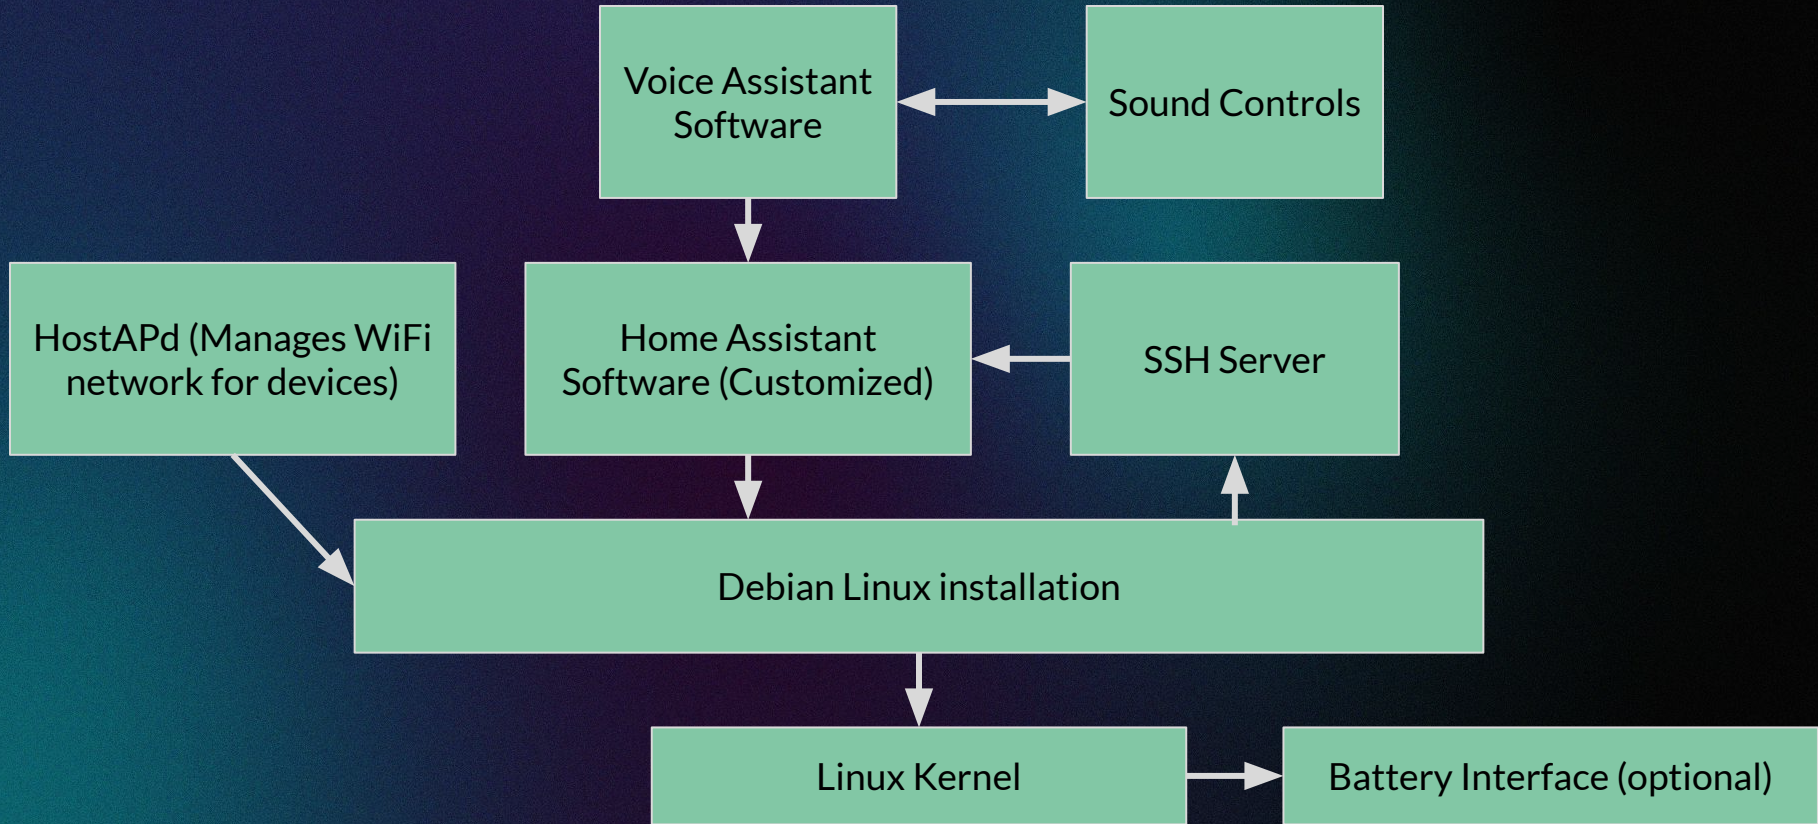 Voice Assistant
Software
Sound Controls
HostAPd (Manages WiFi
network for devices)
Home Assistant
Software (Customized)
SSH Server
Debian Linux installation
Linux Kernel
Battery Interface (optional)